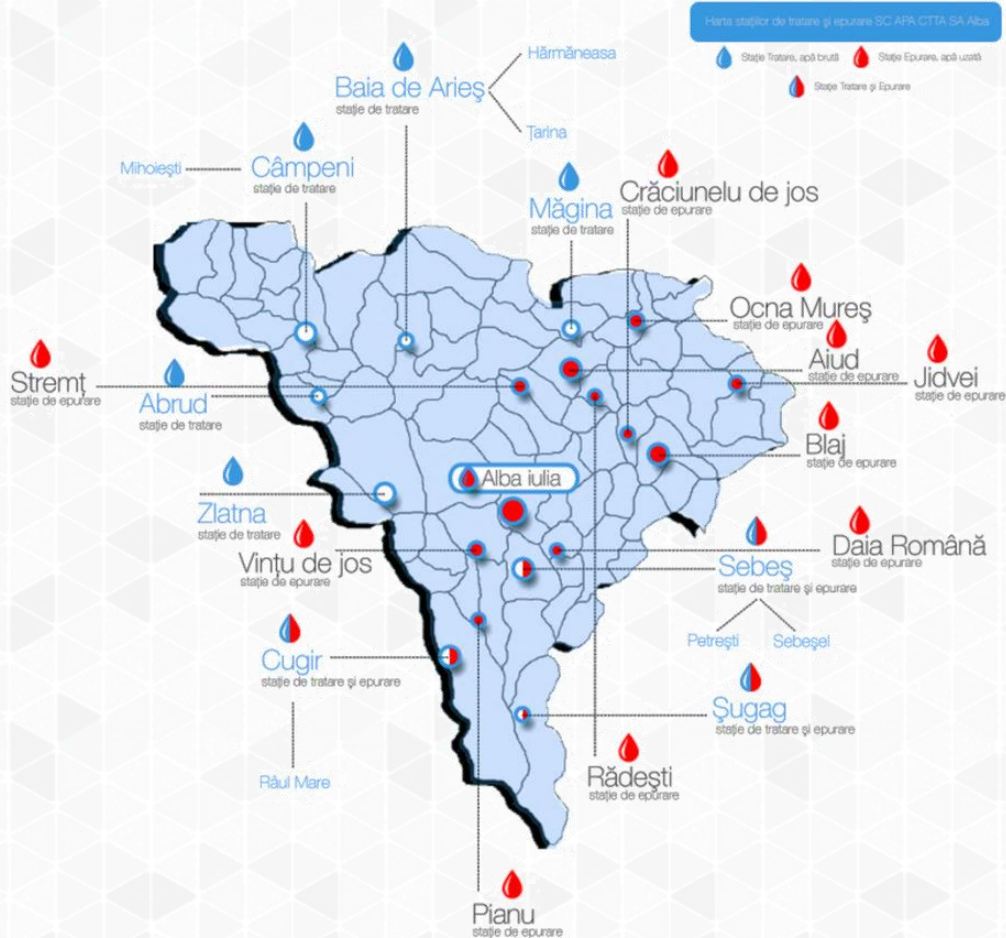 Harta stațiilor de tratare și epurare SC APA CTTA SA Alba
Stație Tratare, apă brută
Stație Epurare, apă uzată
Stație Tratare și Epurare
Hărmăneasa
Baia de Arieș
stație de tratare
Țarina
Mihoiești
Câmpeni
stație de tratare
Măgina
stație de tratare
Crăciunelu de jos
stație de epurare
Ocna Mureș
stație de epurare
Aiud
stație de epurare
Jidvei
stație de epurare
Stremț
stație de epurare
Abrud
stație de tratare
Blaj
stație de epurare
Alba iulia
Zlatna
stație de tratare
Vințu de jos
stație de epurare
Daia Română
stație de epurare
Sebeș
stație de tratare și epurare
Petrești
Sebeșel
Cugir
stație de tratare și epurare
Șugag
stație de tratare și epurare
Râul Mare
Rădești
stație de epurare
Pianu
stație de epurare